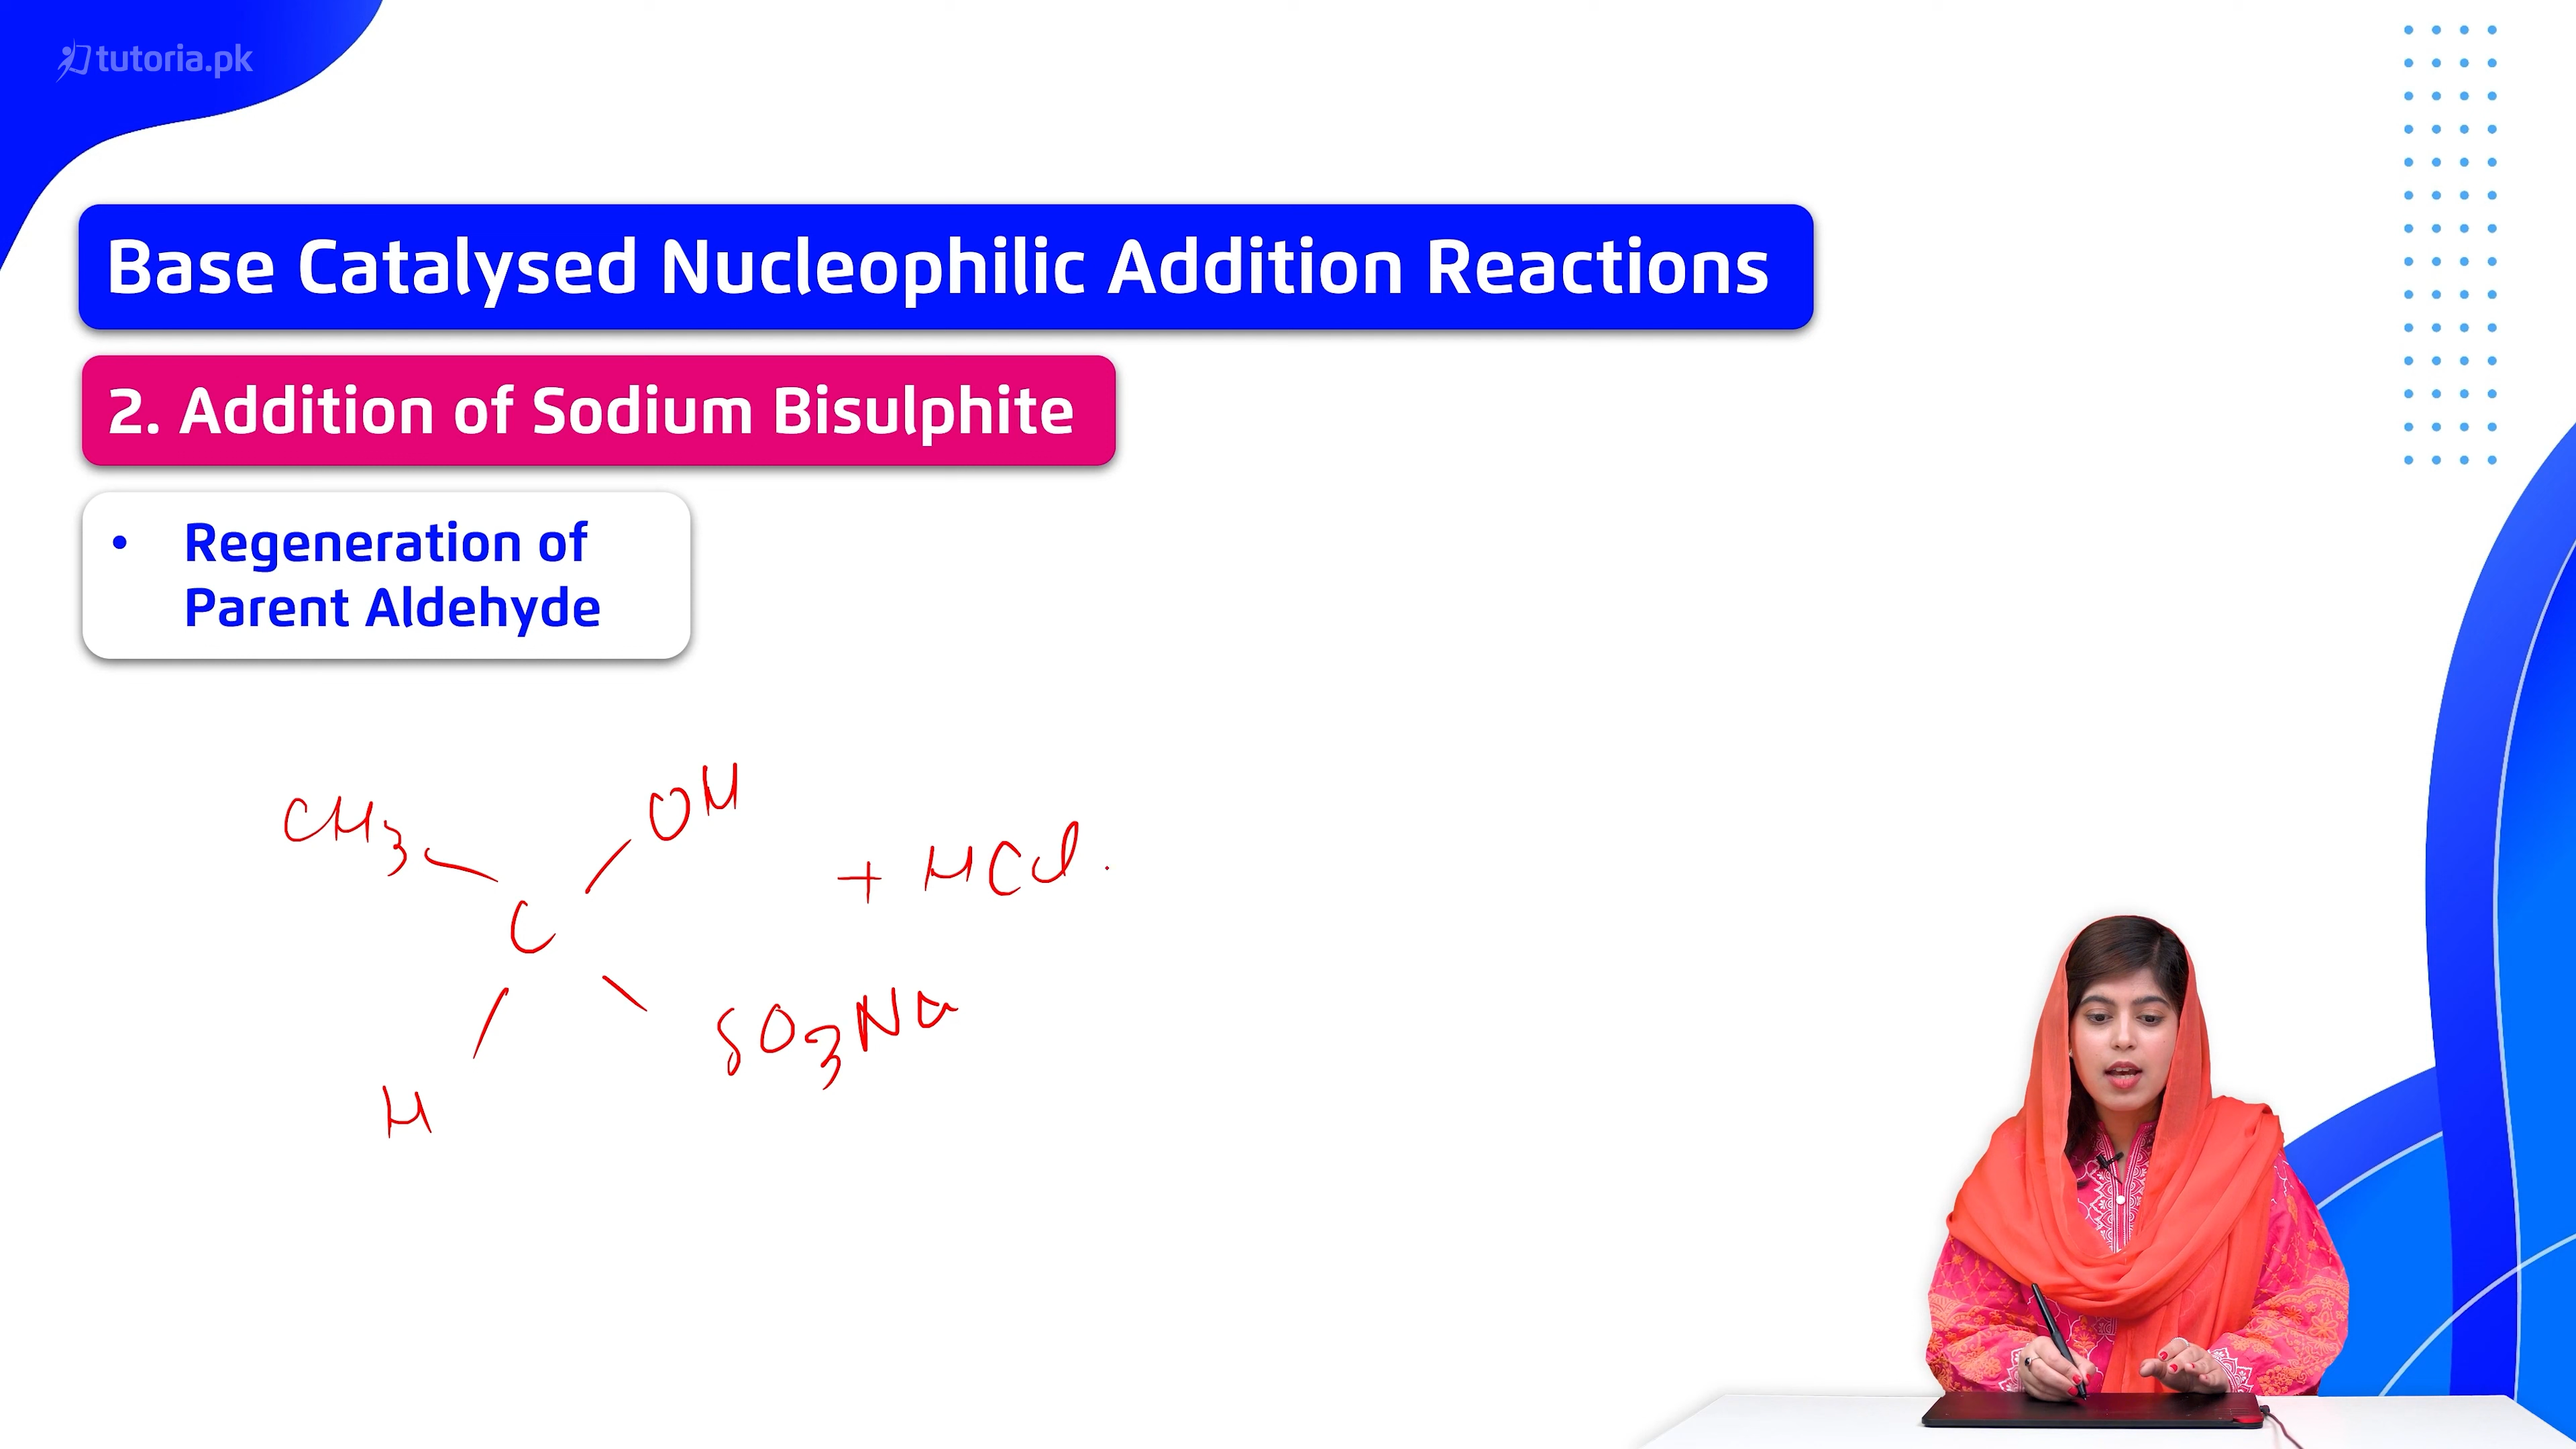 tutoria.pk
Base Catalysed Nucleophilic Addition Reactions
2. Addition of Sodium Bisulphite
• Regeneration of
Parent Aldehyde
CH3 OH
C + HCl.
H SO3Na